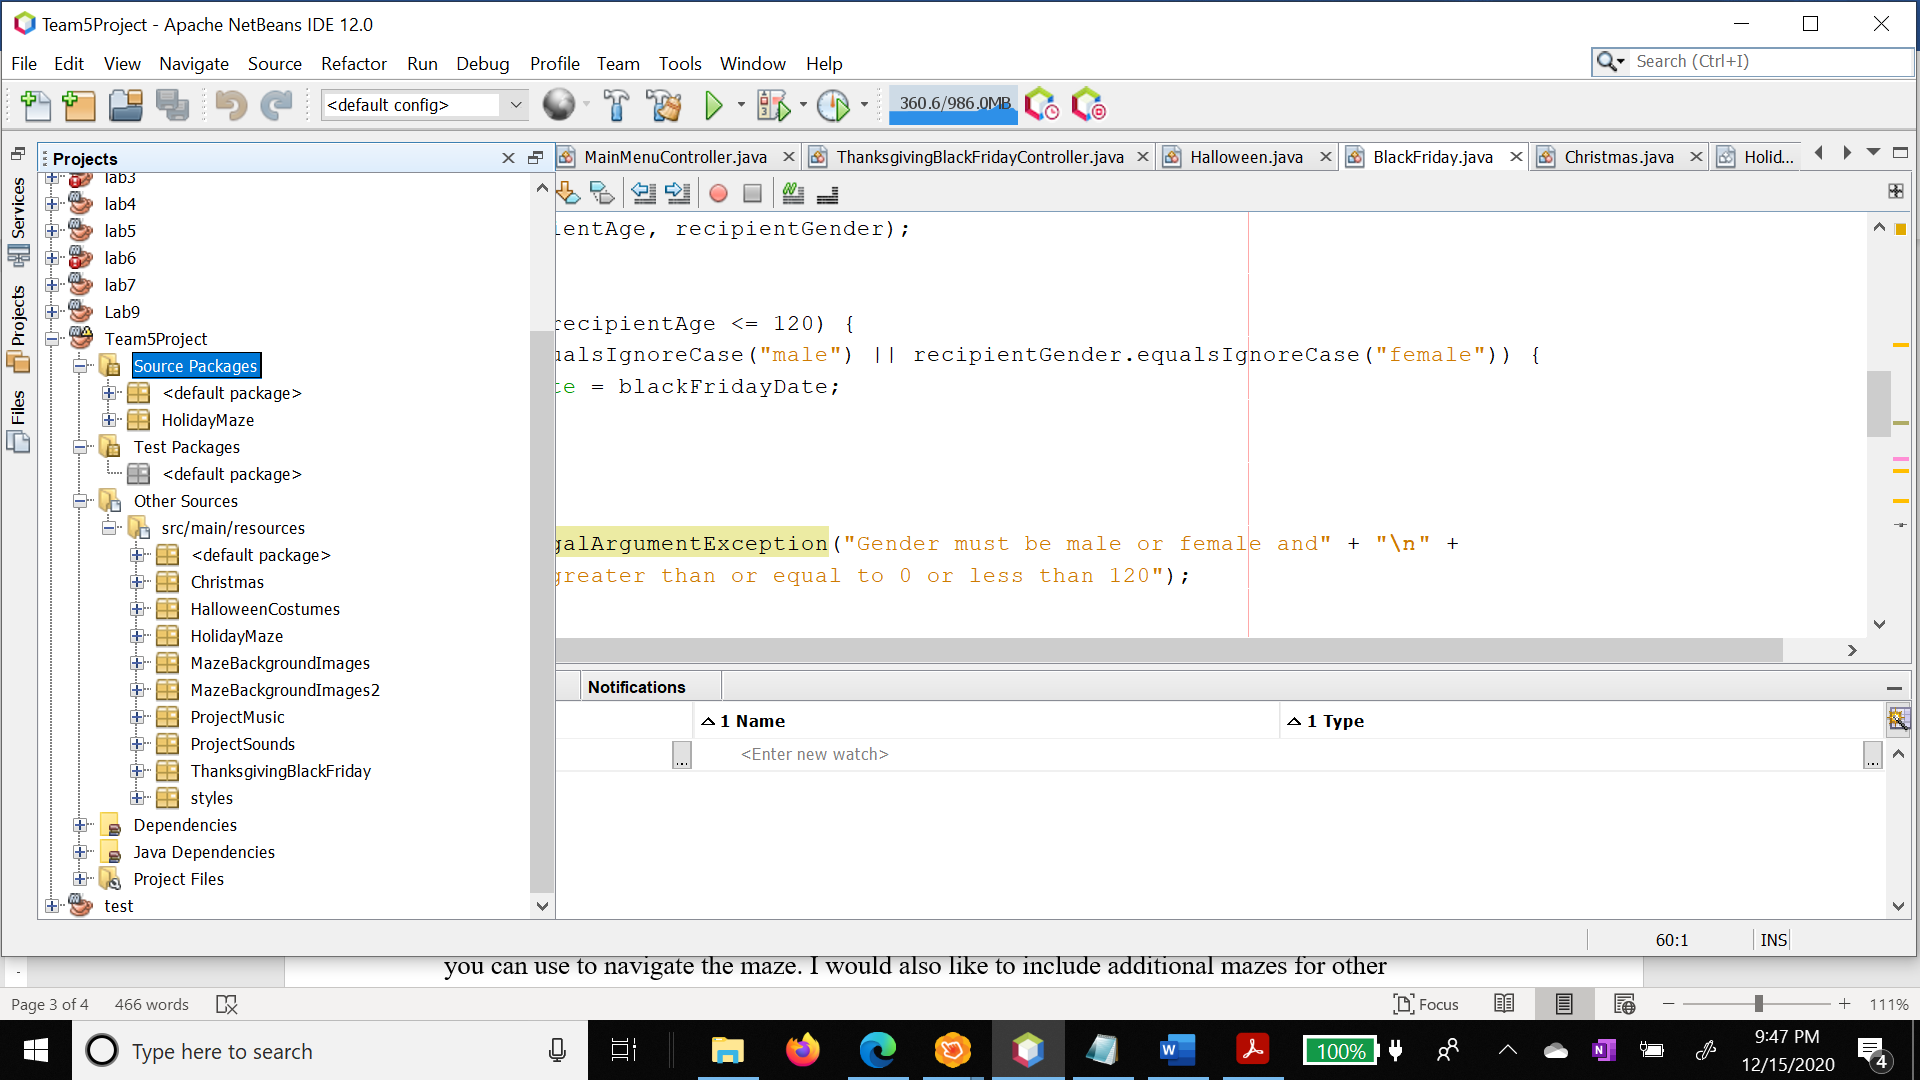 Team5Project - Apache NetBeans IDE 12.0
File Edit View Navigate Source Refactor Run Debug Profile Team Tools Window Help
Search (Ctrl+I)
<default config>
360.6/986.0MB
Services
Projects
Files
Projects
lab3
lab4
lab5
lab6
lab7
Lab9
Team5Project
Source Packages
<default package>
HolidayMaze
Test Packages
<default package>
Other Sources
src/main/resources
<default package>
Christmas
HalloweenCostumes
HolidayMaze
MazeBackgroundImages
MazeBackgroundImages2
ProjectMusic
ProjectSounds
ThanksgivingBlackFriday
styles
Dependencies
Java Dependencies
Project Files
test
MainMenuController.java ThanksgivingBlackFridayController.java Halloween.java BlackFriday.java Christmas.java Holid...
ientAge, recipientGender);
recipientAge <= 120) {
ualsIgnoreCase("male") || recipientGender.equalsIgnoreCase("female")) {
te = blackFridayDate;
galArgumentException("Gender must be male or female and" + "\n" +
greater than or equal to 0 or less than 120");
Notifications
1 Name 1 Type
... <Enter new watch> ...
60:1 INS
you can use to navigate the maze. I would also like to include additional mazes for other
Page 3 of 4 466 words Focus 111%
Type here to search
100%
9:47 PM
12/15/2020
4